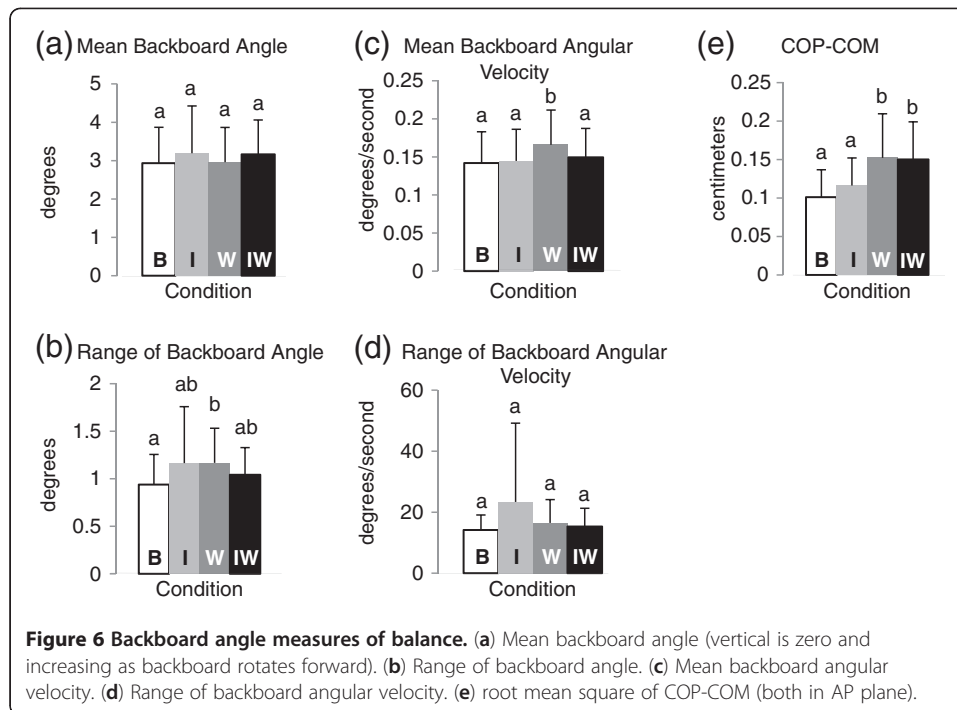 (a) Mean Backboard Angle
degrees
5
4
3
2
1
0
a
a
a
a
B
I
W
IW
Condition
(b) Range of Backboard Angle
degrees
2
1.5
1
0.5
0
a
ab
b
ab
B
I
W
IW
Condition
(c) Mean Backboard Angular
Velocity
degrees/second
0.25
0.2
0.15
0.1
0.05
0
a
a
b
a
B
I
W
IW
Condition
(d) Range of Backboard Angular
Velocity
degrees/second
60
40
20
0
a
a
a
a
B
I
W
IW
Condition
(e) COP-COM
centimeters
0.25
0.2
0.15
0.1
0.05
0
a
a
b
b
B
I
W
IW
Condition
Figure 6 Backboard angle measures of balance. (a) Mean backboard angle (vertical is zero and
increasing as backboard rotates forward). (b) Range of backboard angle. (c) Mean backboard angular
velocity. (d) Range of backboard angular velocity. (e) root mean square of COP-COM (both in AP plane).